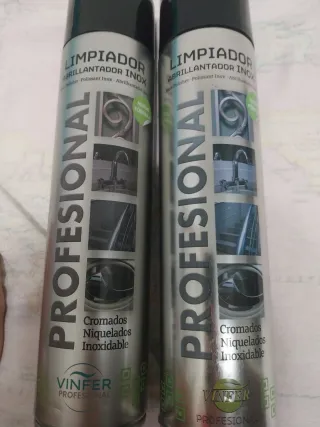 LIMPIADOR
ABRILLANTADOR INOX
PROFESIONAL
Cromados
Niquelados
Inoxidable
VINFER
PROFESIONAL
LIMPIADOR
ABRILLANTADOR INOX
PROFESIONAL
Cromados
Niquelados
Inoxidable
VINFER
PROFESIONAL